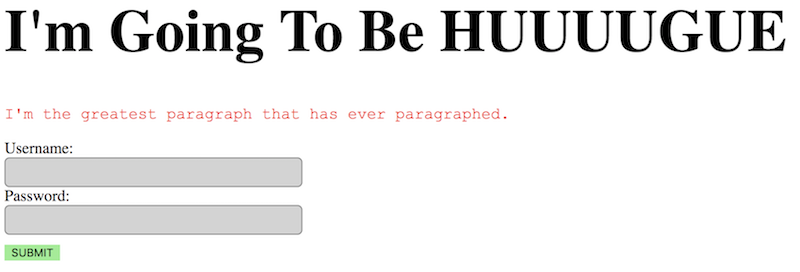 I'm Going To Be HUUUUGUE
I'm the greatest paragraph that has ever paragraphed.
Username:
Password:
SUBMIT